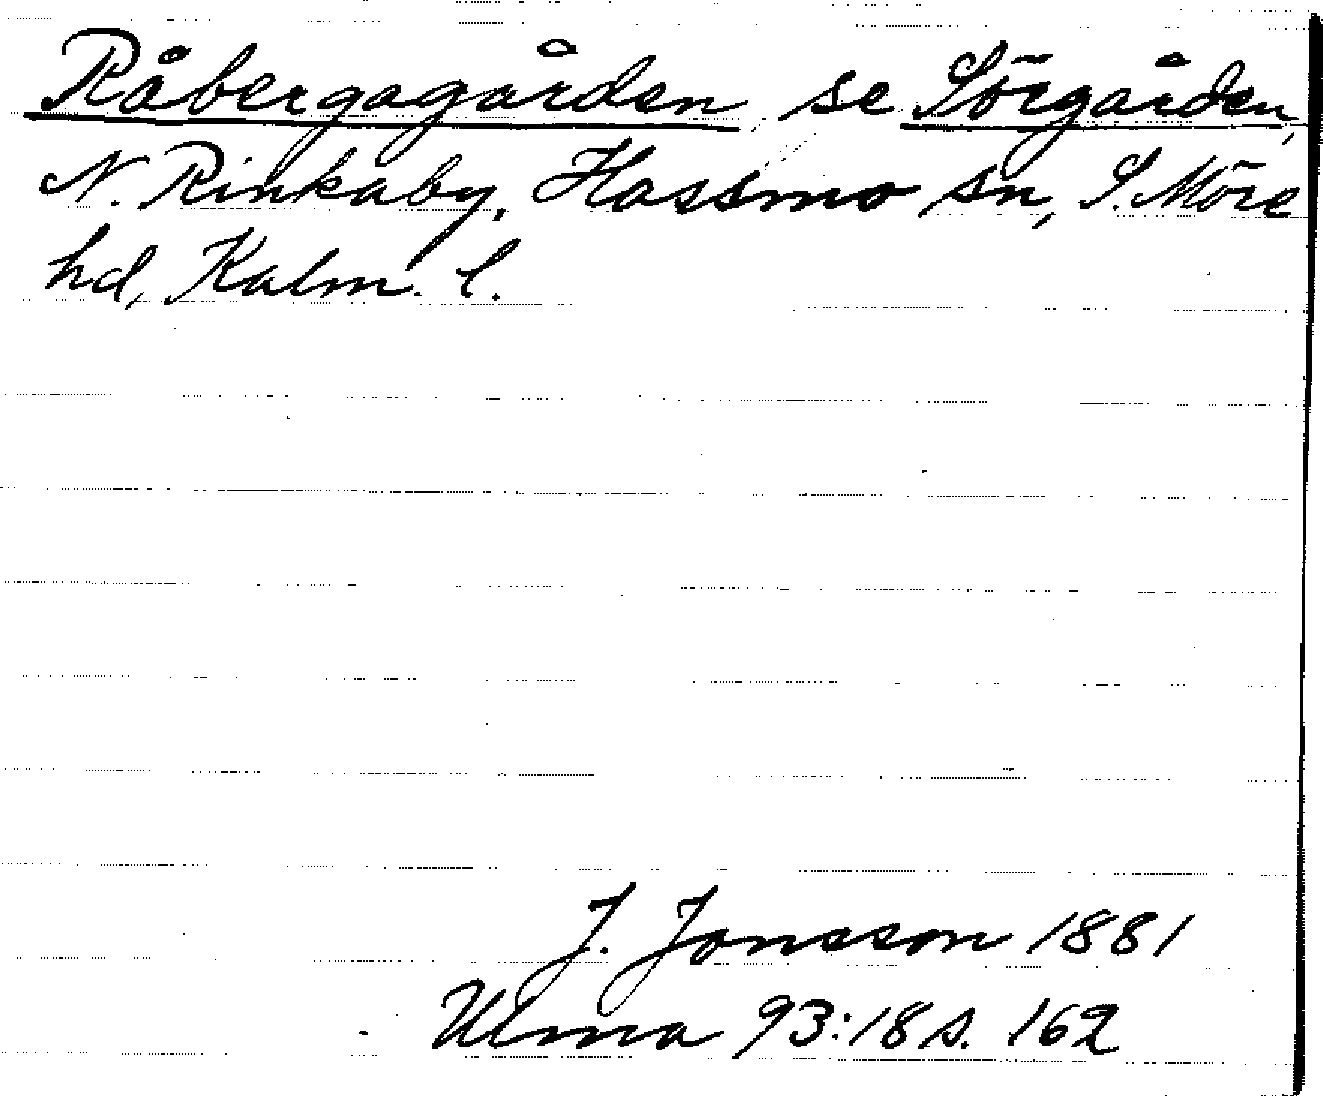 Råbergagården se Sörgården,
N. Rinkaby, Hossmo sn, S. Möre
hd, Kalm. l.
J. Jonsson 1881
Ulma 93:18 s. 162